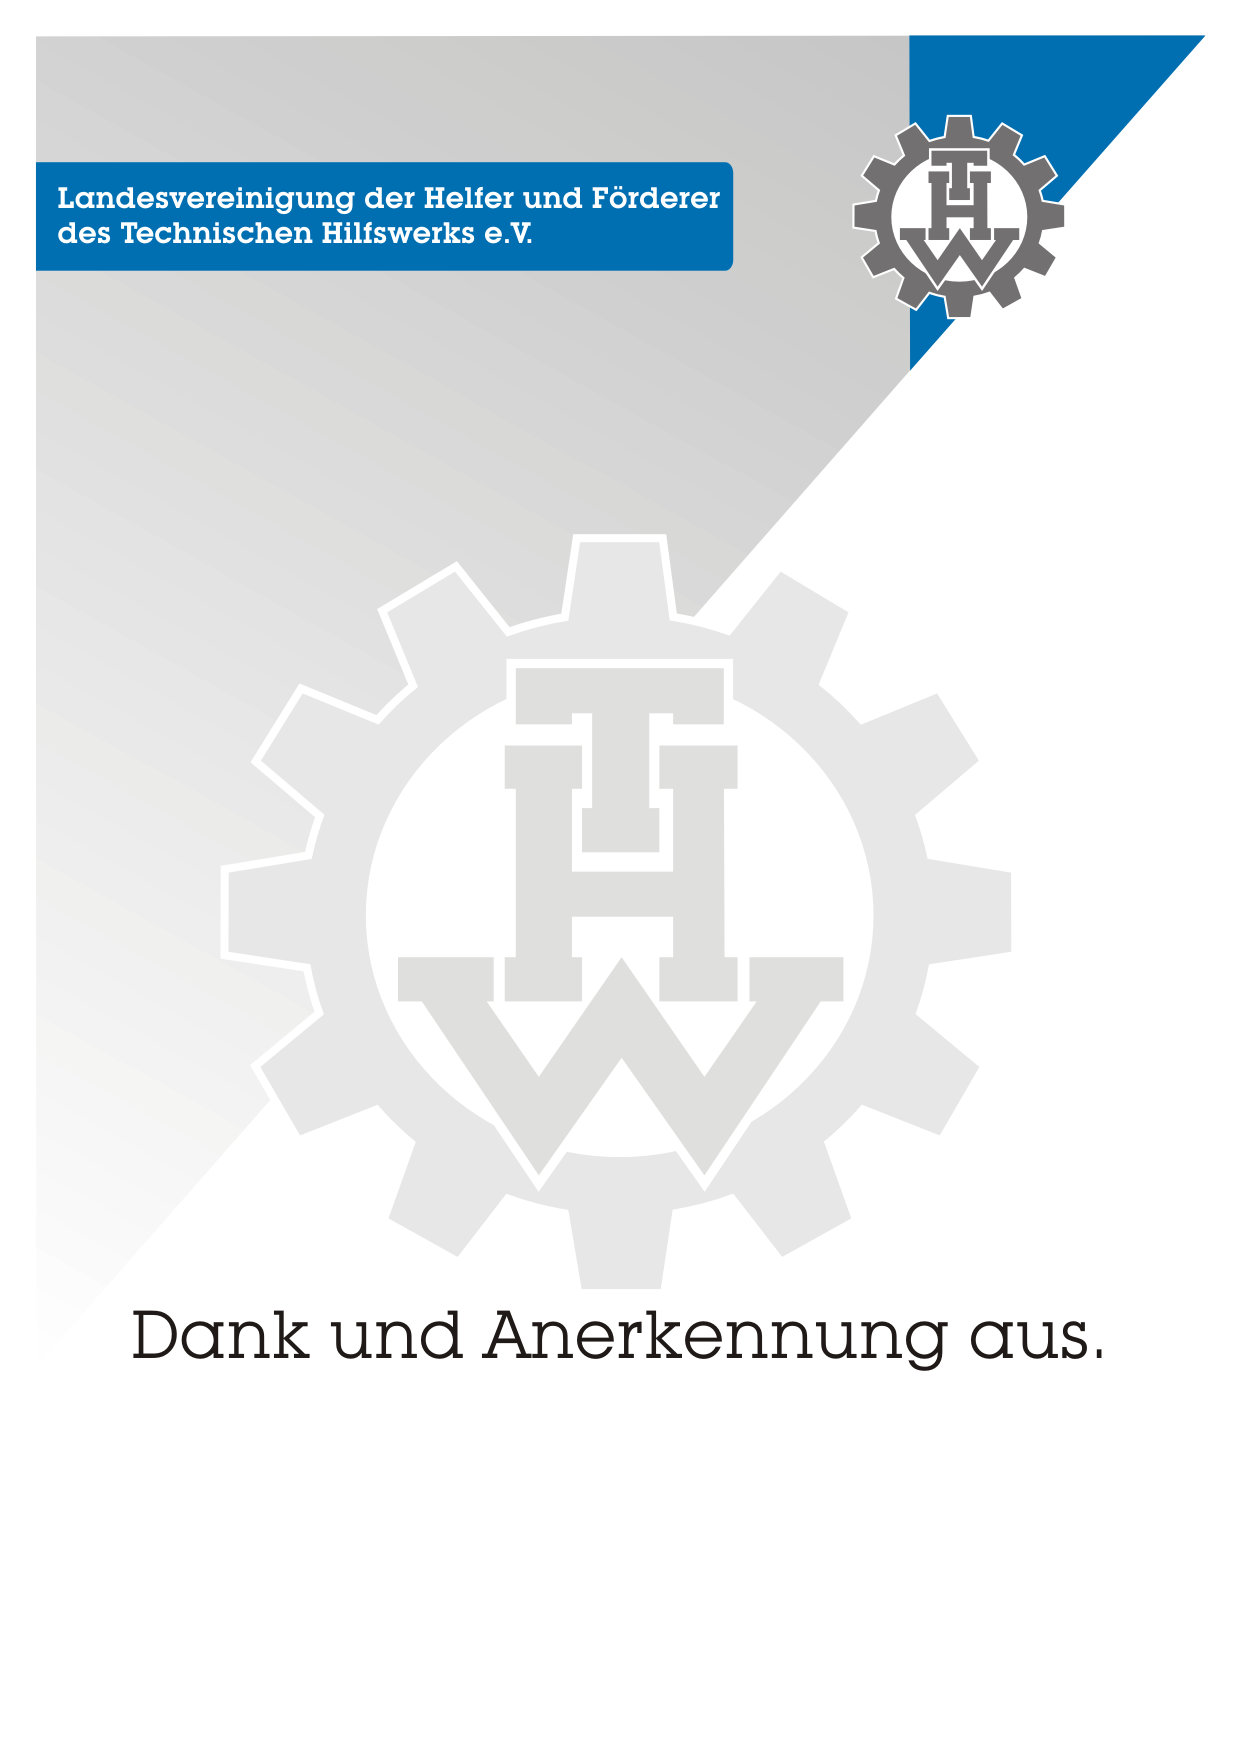 Landesvereinigung der Helfer und Förderer
des Technischen Hilfswerks e.V.
THW
THW
Dank und Anerkennung aus.